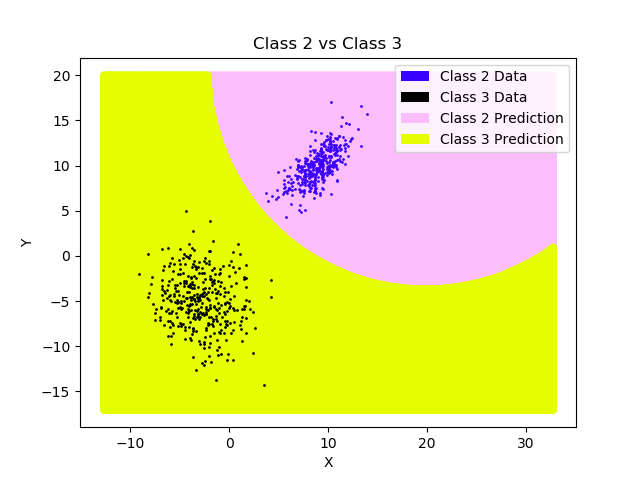 Class 2 vs Class 3
Class 2 Data
Class 3 Data
Class 2 Prediction
Class 3 Prediction
20
15
10
5
0
−5
−10
−15
Y
−10
0
10
20
30
X